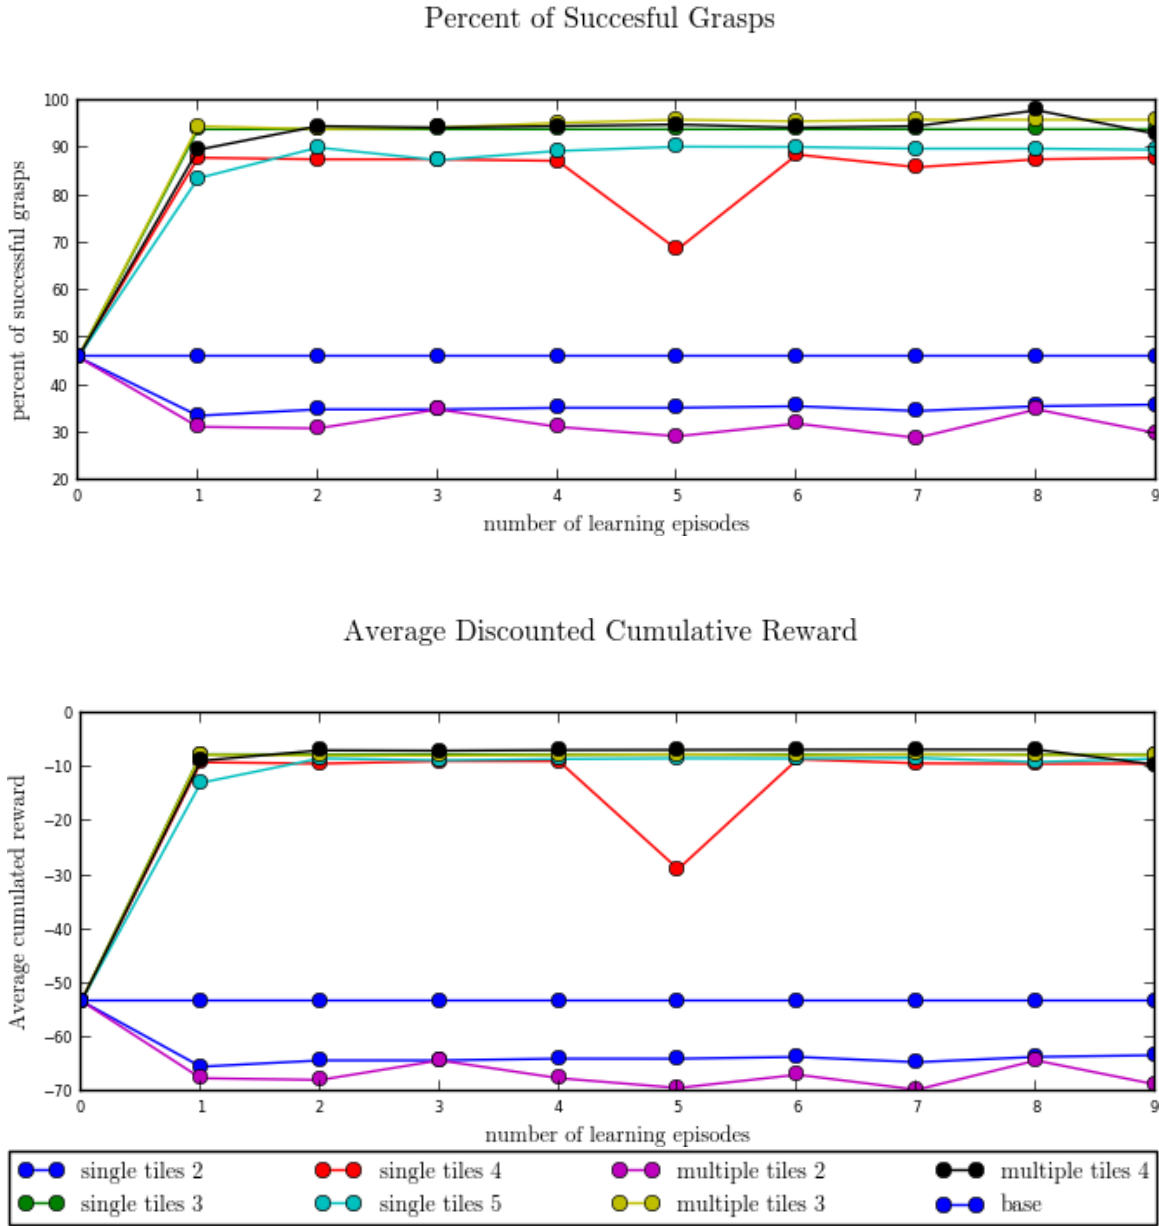 Percent of Succesful Grasps
100
90
80
70
60
50
40
30
20
percent of successful grasps
0 1 2 3 4 5 6 7 8 9
number of learning episodes
Average Discounted Cumulative Reward
0
−10
−20
−30
−40
−50
−60
−70
Average cumulated reward
0 1 2 3 4 5 6 7 8 9
number of learning episodes
single tiles 2 single tiles 4 multiple tiles 2 multiple tiles 4
single tiles 3 single tiles 5 multiple tiles 3 base